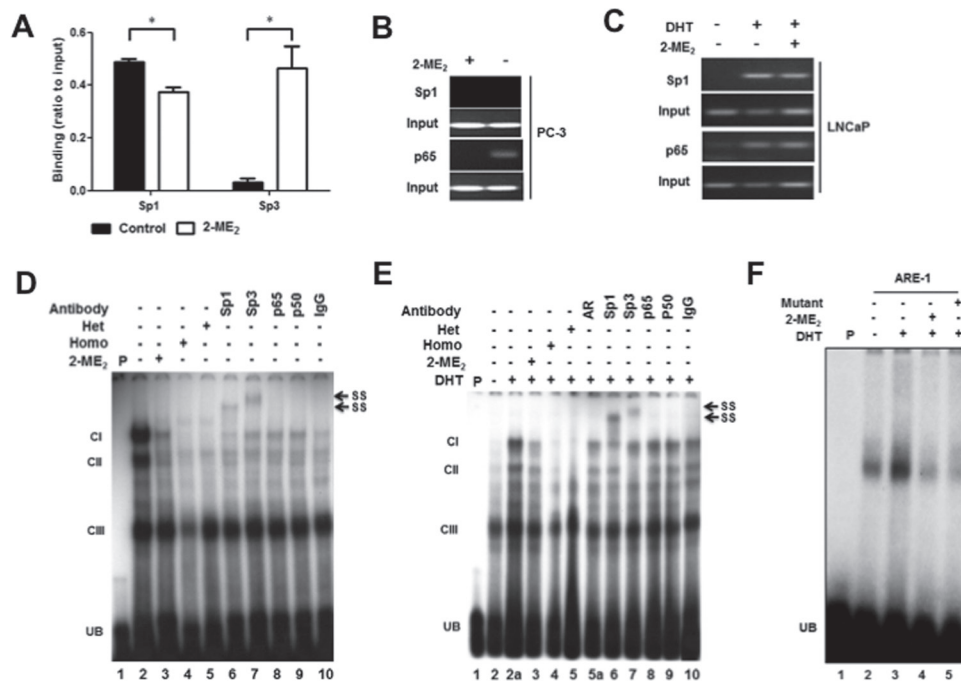 A
Binding (ratio to input)
0.6
0.4
0.2
0.0
*
*
Sp1
Sp3
Control
2-ME2
B
2-ME2
+ -
Sp1
Input
p65
Input
PC-3
C
DHT - + +
2-ME2 - - +
Sp1
Input
p65
Input
LNCaP
D
Antibody - - - - Sp1 Sp3 p65 p50 IgG
Het - - - + - - - - -
Homo - - + - - - - - -
2-ME2 P - + - - - - - - -
SS
SS
CI
CII
CIII
UB
1 2 3 4 5 6 7 8 9 10
E
Antibody - - - - - AR Sp1 Sp3 p65 P50 IgG
Het - - - - + - - - - - -
Homo - - - + - - - - - - -
2-ME2 - - + - - - - - - - -
DHT P - + + + + + + + + + +
SS
SS
CI
CII
CIII
UB
1 2 2a 3 4 5 5a 6 7 8 9 10
F
ARE-1
Mutant - - - +
2-ME2 - - + -
DHT P - + + +
UB
1 2 3 4 5